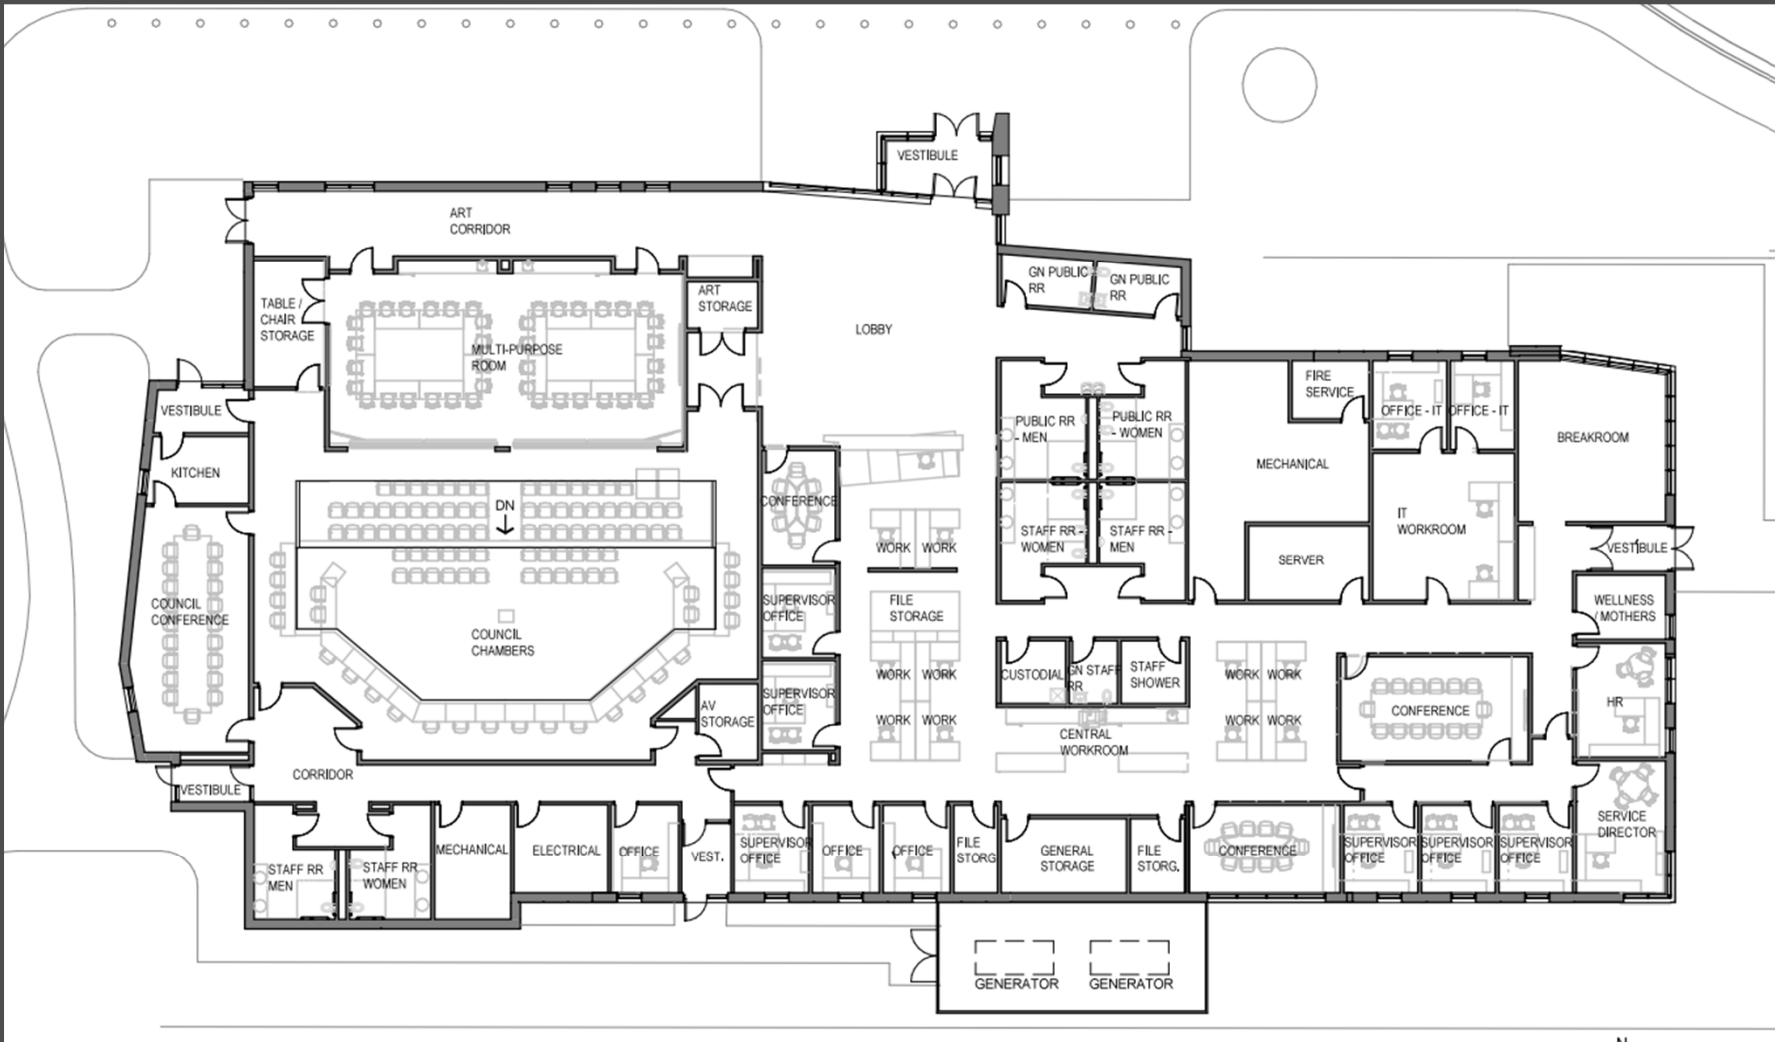 VESTIBULE
ART
CORRIDOR
GN PUBLIC
RR
GN PUBLIC
RR
TABLE /
CHAIR
STORAGE
ART
STORAGE
LOBBY
MULTI-PURPOSE
ROOM
FIRE
SERVICE
OFFICE - IT
OFFICE - IT
VESTIBULE
PUBLIC RR
- MEN
PUBLIC RR
- WOMEN
BREAKROOM
KITCHEN
MECHANICAL
CONFERENCE
DN
IT
WORKROOM
STAFF RR -
WOMEN
STAFF RR -
MEN
WORK
WORK
VESTIBULE
SERVER
COUNCIL
CONFERENCE
SUPERVISOR
OFFICE
FILE
STORAGE
WELLNESS
/ MOTHERS
COUNCIL
CHAMBERS
CUSTODIAL
GN STAFF
RR
STAFF
SHOWER
WORK
WORK
WORK
WORK
SUPERVISOR
OFFICE
AV
STORAGE
HR
CONFERENCE
WORK
WORK
WORK
WORK
CENTRAL
WORKROOM
CORRIDOR
VESTIBULE
SERVICE
DIRECTOR
MECHANICAL
ELECTRICAL
OFFICE
VEST.
SUPERVISOR
OFFICE
OFFICE
OFFICE
FILE
STORG
GENERAL
STORAGE
FILE
STORG.
CONFERENCE
SUPERVISOR
OFFICE
SUPERVISOR
OFFICE
SUPERVISOR
OFFICE
STAFF RR
MEN
STAFF RR
WOMEN
GENERATOR
GENERATOR